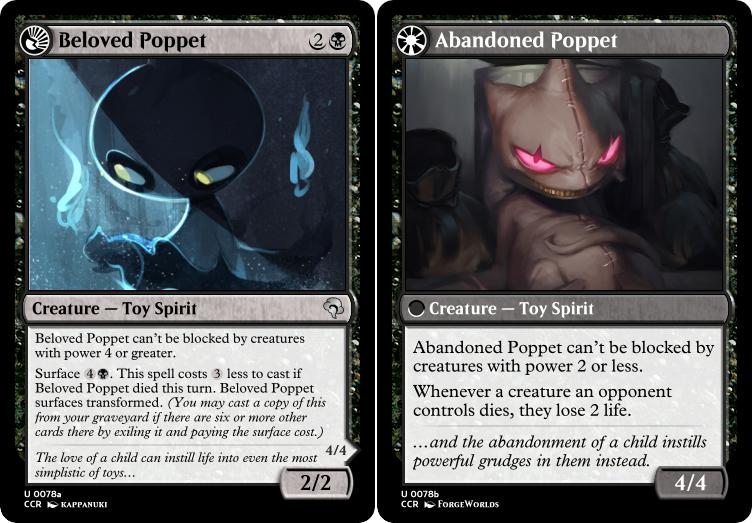 Beloved Poppet 2
Creature — Toy Spirit
Beloved Poppet can't be blocked by creatures
with power 4 or greater.
Surface 4 . This spell costs 3 less to cast if
Beloved Poppet died this turn. Beloved Poppet
surfaces transformed. (You may cast a copy of this
from your graveyard if there are six or more other
cards there by exiling it and paying the surface cost.)
The love of a child can instill life into even the most
simplistic of toys…
4/4
2/2
U 0078a
CCR KAPPANUKI
Abandoned Poppet
Creature — Toy Spirit
Abandoned Poppet can't be blocked by
creatures with power 2 or less.
Whenever a creature an opponent
controls dies, they lose 2 life.
…and the abandonment of a child instills
powerful grudges in them instead.
4/4
U 0078b
CCR ForgeWorlds